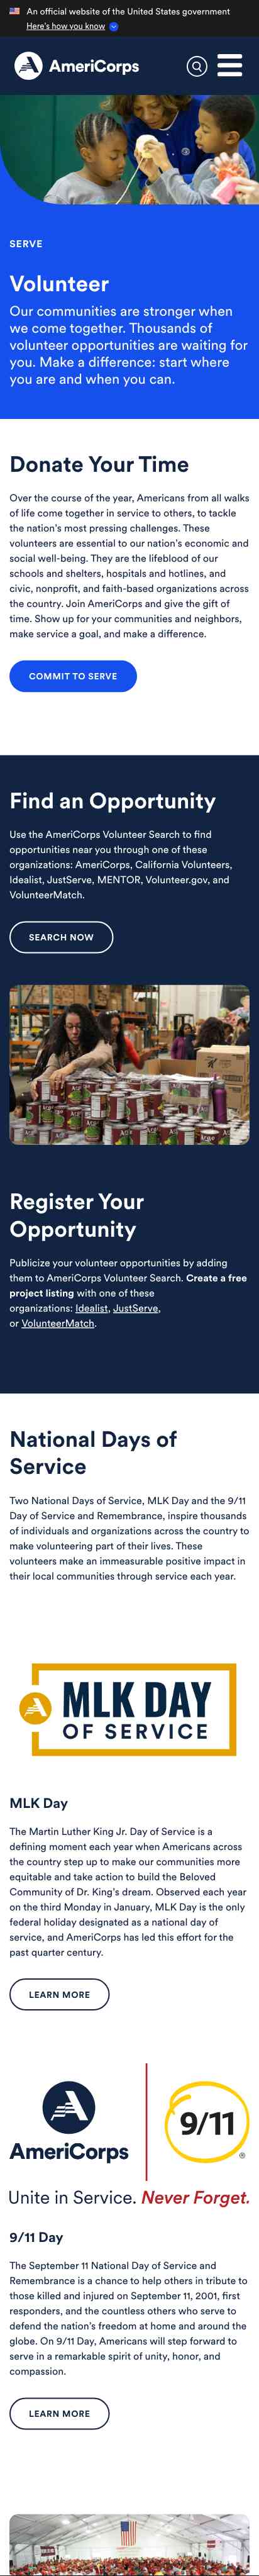 An official website of the United States government
Here's how you know
AmeriCorps
SERVE
Volunteer
Our communities are stronger when
we come together. Thousands of
volunteer opportunities are waiting for
you. Make a difference: start where
you are and when you can.
Donate Your Time
Over the course of the year, Americans from all walks
of life come together in service to others, to tackle
the nation's most pressing challenges. These
volunteers are essential to our nation's economic and
social well-being. They are the lifeblood of our
schools and shelters, hospitals and hotlines, and
civic, nonprofit, and faith-based organizations across
the country. Join AmeriCorps and give the gift of
time. Show up for your communities and neighbors,
make service a goal, and make a difference.
COMMIT TO SERVE
Find an Opportunity
Use the AmeriCorps Volunteer Search to find
opportunities near you through one of these
organizations: AmeriCorps, California Volunteers,
Idealist, JustServe, MENTOR, Volunteer.gov, and
VolunteerMatch.
SEARCH NOW
Register Your
Opportunity
Publicize your volunteer opportunities by adding
them to AmeriCorps Volunteer Search. Create a free
project listing with one of these
organizations: Idealist, JustServe,
or VolunteerMatch.
National Days of
Service
Two National Days of Service, MLK Day and the 9/11
Day of Service and Remembrance, inspire thousands
of individuals and organizations across the country to
make volunteering part of their lives. These
volunteers make an immeasurable positive impact in
their local communities through service each year.
MLK DAY
OF SERVICE
MLK Day
The Martin Luther King Jr. Day of Service is a
defining moment each year when Americans across
the country step up to make our communities more
equitable and take action to build the Beloved
Community of Dr. King's dream. Observed each year
on the third Monday in January, MLK Day is the only
federal holiday designated as a national day of
service, and AmeriCorps has led this effort for the
past quarter century.
LEARN MORE
AmeriCorps
9/11
®
Unite in Service. Never Forget.
9/11 Day
The September 11 National Day of Service and
Remembrance is a chance to help others in tribute to
those killed and injured on September 11, 2001, first
responders, and the countless others who serve to
defend the nation's freedom at home and around the
globe. On 9/11 Day, Americans will step forward to
serve in a remarkable spirit of unity, honor, and
compassion.
LEARN MORE